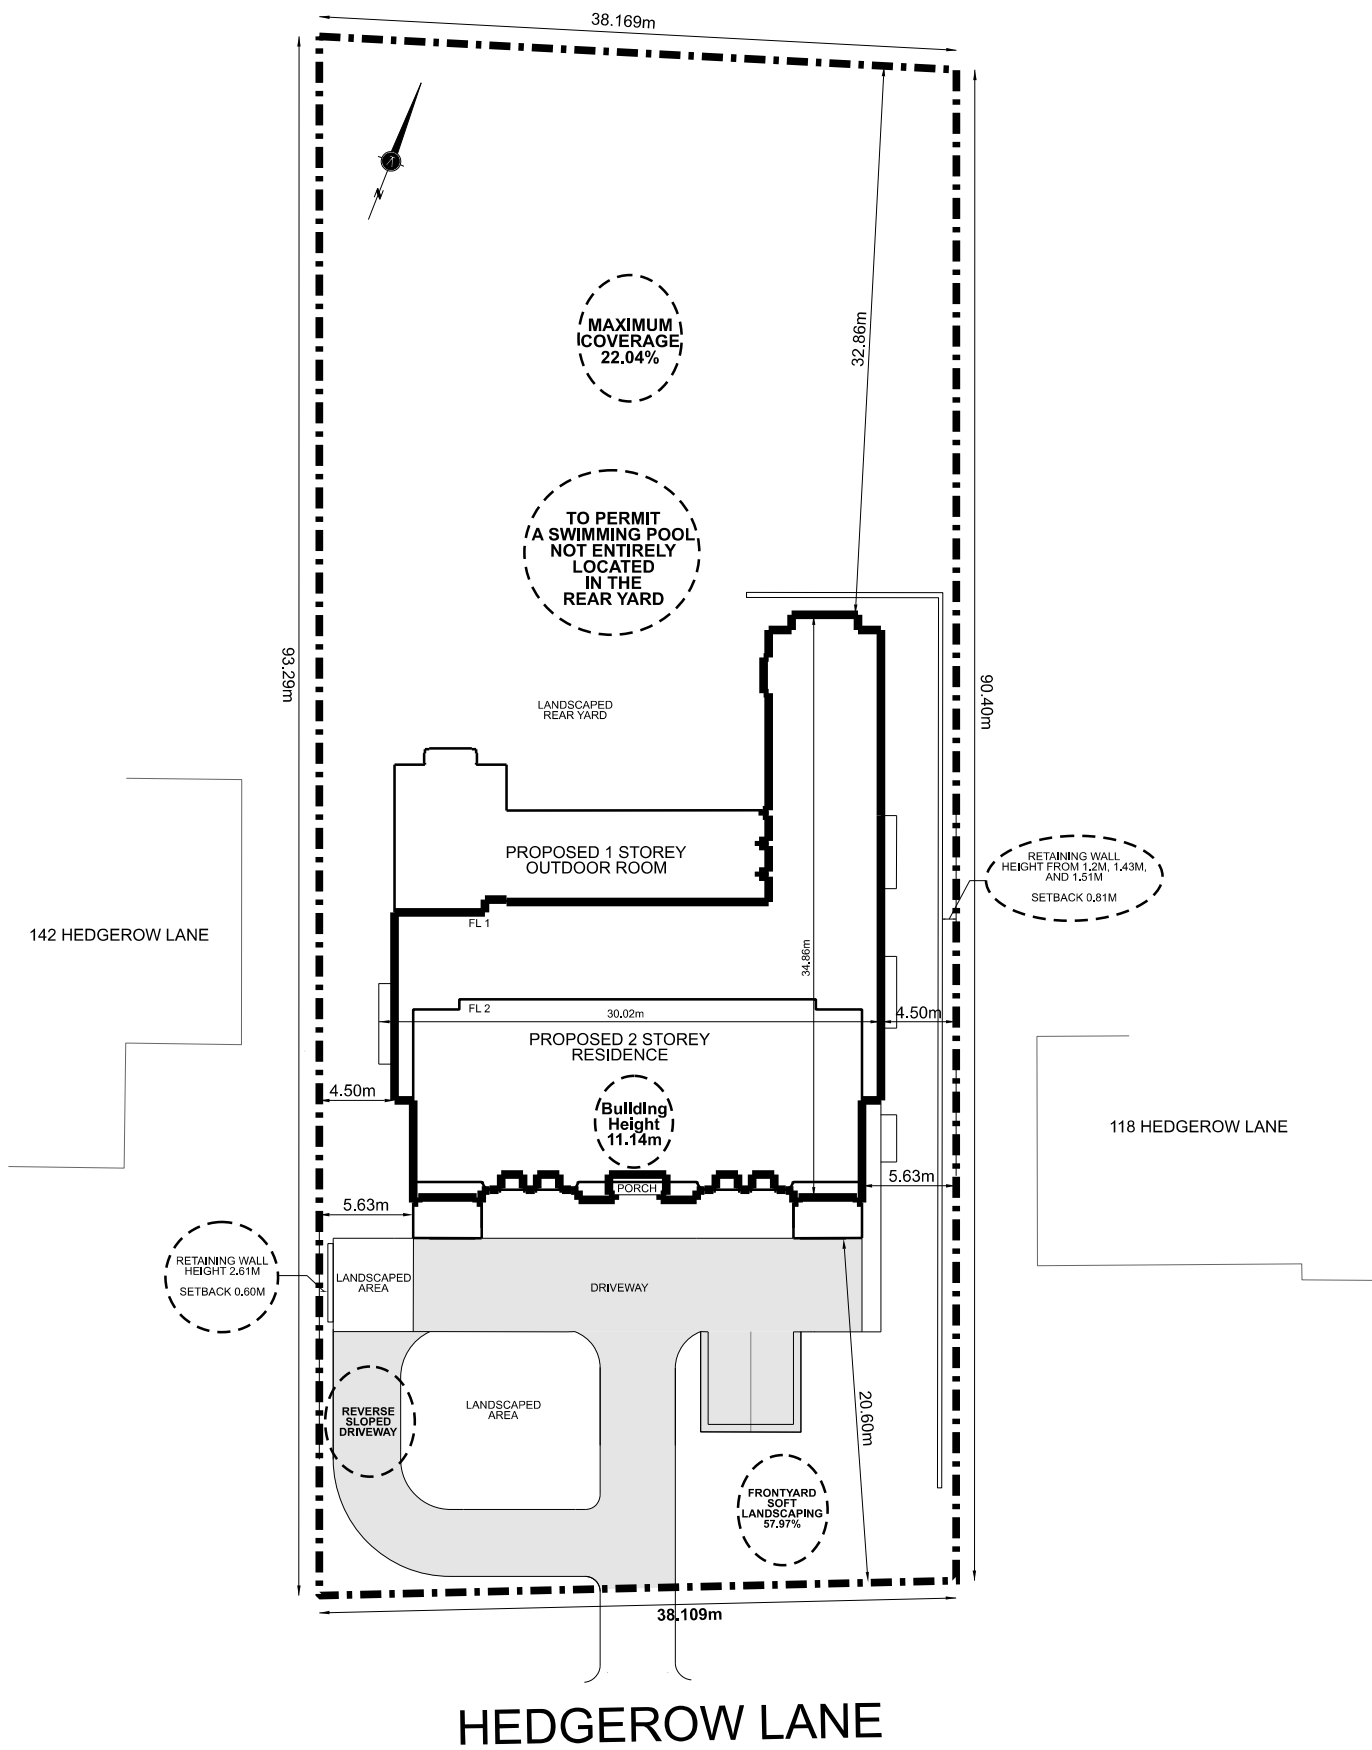 38.169m
N
MAXIMUM
COVERAGE
22.04%
32.86m
TO PERMIT
A SWIMMING POOL
NOT ENTIRELY
LOCATED
IN THE
REAR YARD
93.29m
90.40m
LANDSCAPED
REAR YARD
PROPOSED 1 STOREY
OUTDOOR ROOM
RETAINING WALL
HEIGHT FROM 1.2M, 1.43M,
AND 1.51M
SETBACK 0.81M
FL 1
142 HEDGEROW LANE
34.86m
FL 2
30.02m
4.50m
PROPOSED 2 STOREY
RESIDENCE
4.50m
Building
Height
11.14m
118 HEDGEROW LANE
PORCH
5.63m
5.63m
RETAINING WALL
HEIGHT 2.61M
SETBACK 0.60M
LANDSCAPED
AREA
DRIVEWAY
REVERSE
SLOPED
DRIVEWAY
LANDSCAPED
AREA
20.60m
FRONTYARD
SOFT
LANDSCAPING
57.97%
38.109m
HEDGEROW LANE